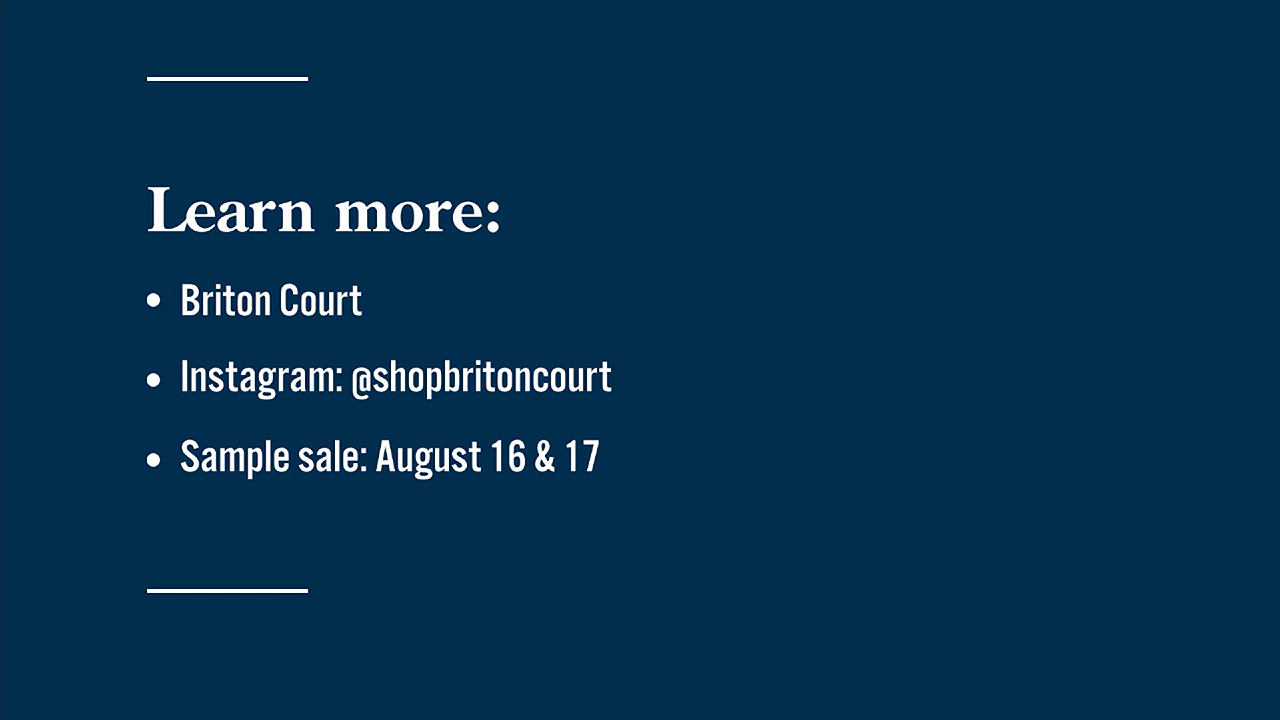 Learn more:
• Briton Court
• Instagram: @shopbritoncourt
• Sample sale: August 16 & 17